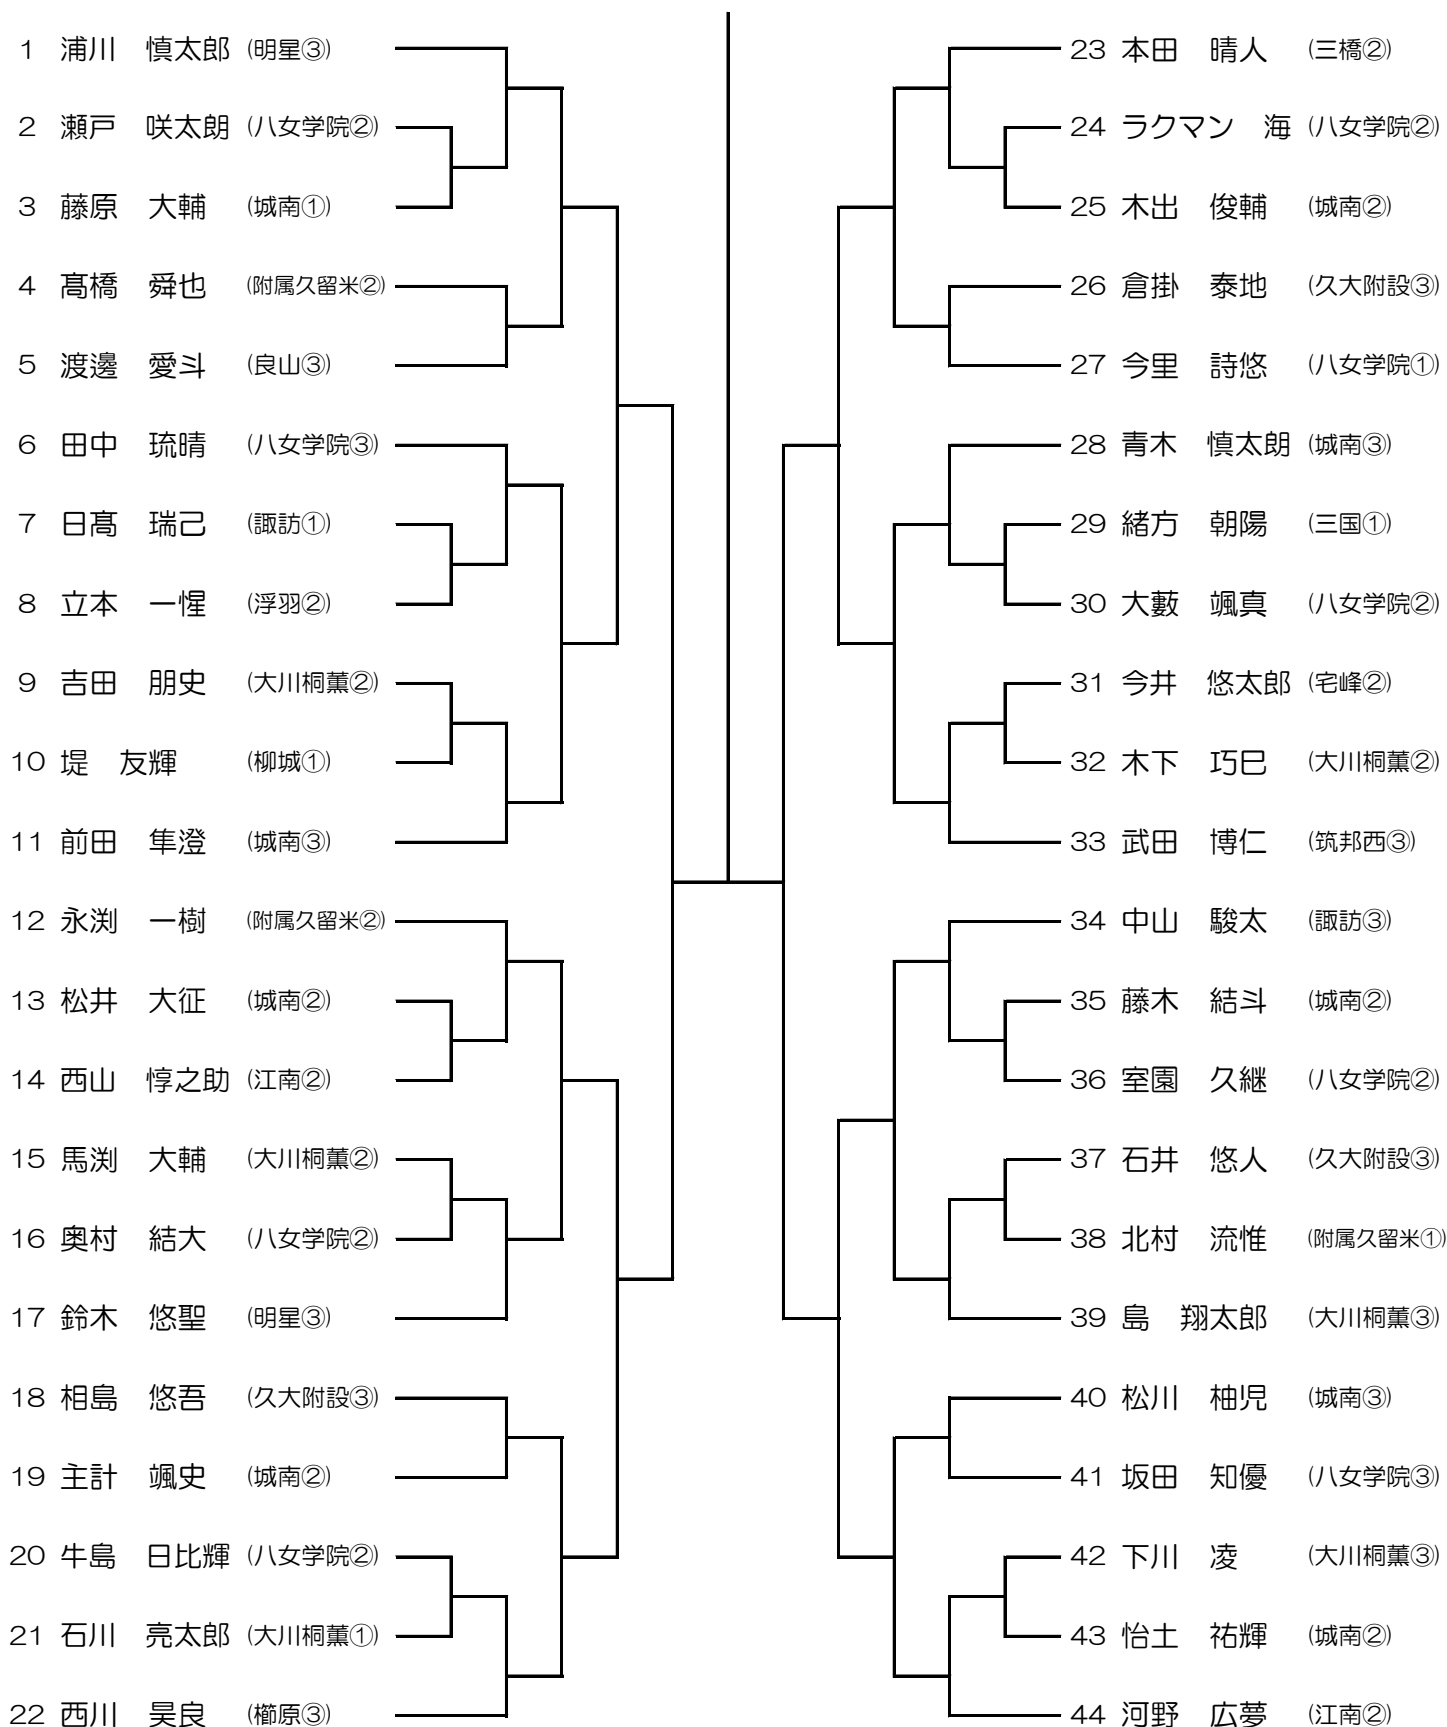 1 浦川 慎太郎 (明星③)
2 瀬戸 咲太朗 (八女学院②)
3 藤原 大輔 (城南①)
4 髙橋 舜也 (附属久留米②)
5 渡邊 愛斗 (良山③)
6 田中 琉晴 (八女学院③)
7 日髙 瑞己 (諏訪①)
8 立本 一惺 (浮羽②)
9 吉田 朋史 (大川桐薫②)
10 堤 友輝 (柳城①)
11 前田 隼澄 (城南③)
12 永渕 一樹 (附属久留米②)
13 松井 大征 (城南②)
14 西山 惇之助 (江南②)
15 馬渕 大輔 (大川桐薫②)
16 奥村 結大 (八女学院②)
17 鈴木 悠聖 (明星③)
18 相島 悠吾 (久大附設③)
19 主計 颯史 (城南②)
20 牛島 日比輝 (八女学院②)
21 石川 亮太郎 (大川桐薫①)
22 西川 昊良 (櫛原③)
23 本田 晴人 (三橋②)
24 ラクマン 海 (八女学院②)
25 木出 俊輔 (城南②)
26 倉掛 泰地 (久大附設③)
27 今里 詩悠 (八女学院①)
28 青木 慎太朗 (城南③)
29 緒方 朝陽 (三国①)
30 大藪 颯真 (八女学院②)
31 今井 悠太郎 (宅峰②)
32 木下 巧巳 (大川桐薫②)
33 武田 博仁 (筑邦西③)
34 中山 駿太 (諏訪③)
35 藤木 結斗 (城南②)
36 室園 久継 (八女学院②)
37 石井 悠人 (久大附設③)
38 北村 流惟 (附属久留米①)
39 島 翔太郎 (大川桐薫③)
40 松川 柚児 (城南③)
41 坂田 知優 (八女学院③)
42 下川 凌 (大川桐薫③)
43 怡土 祐輝 (城南②)
44 河野 広夢 (江南②)